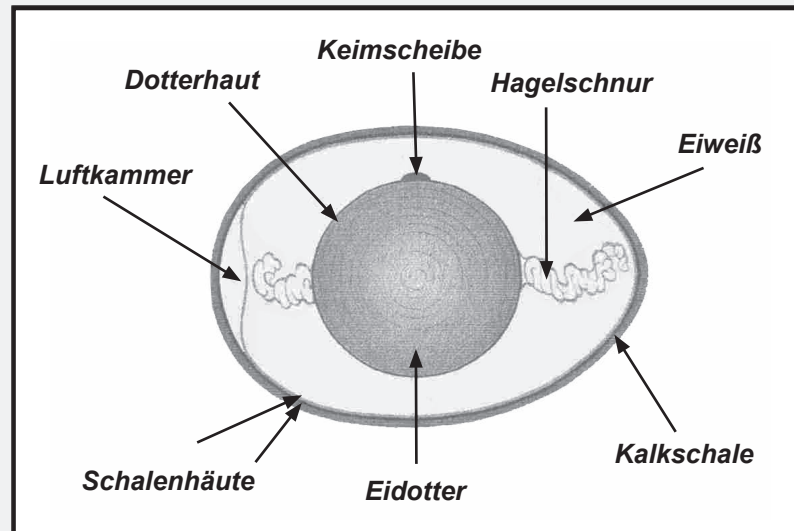 Keimscheibe
Dotterhaut
Hagelschnur
Eiweiß
Luftkammer
Kalkschale
Schalenhäute
Eidotter